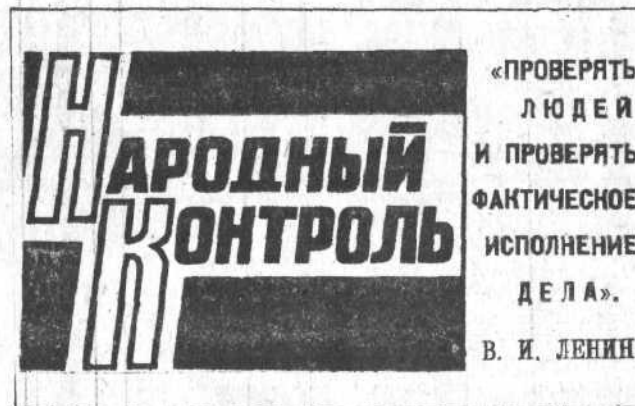 НАРОДНЫЙ
КОНТРОЛЬ
«ПРОВЕРЯТЬ
ЛЮДЕЙ
И ПРОВЕРЯТЬ
ФАКТИЧЕСКОЕ
ИСПОЛНЕНИЕ
ДЕЛА».
В. И. ЛЕНИН